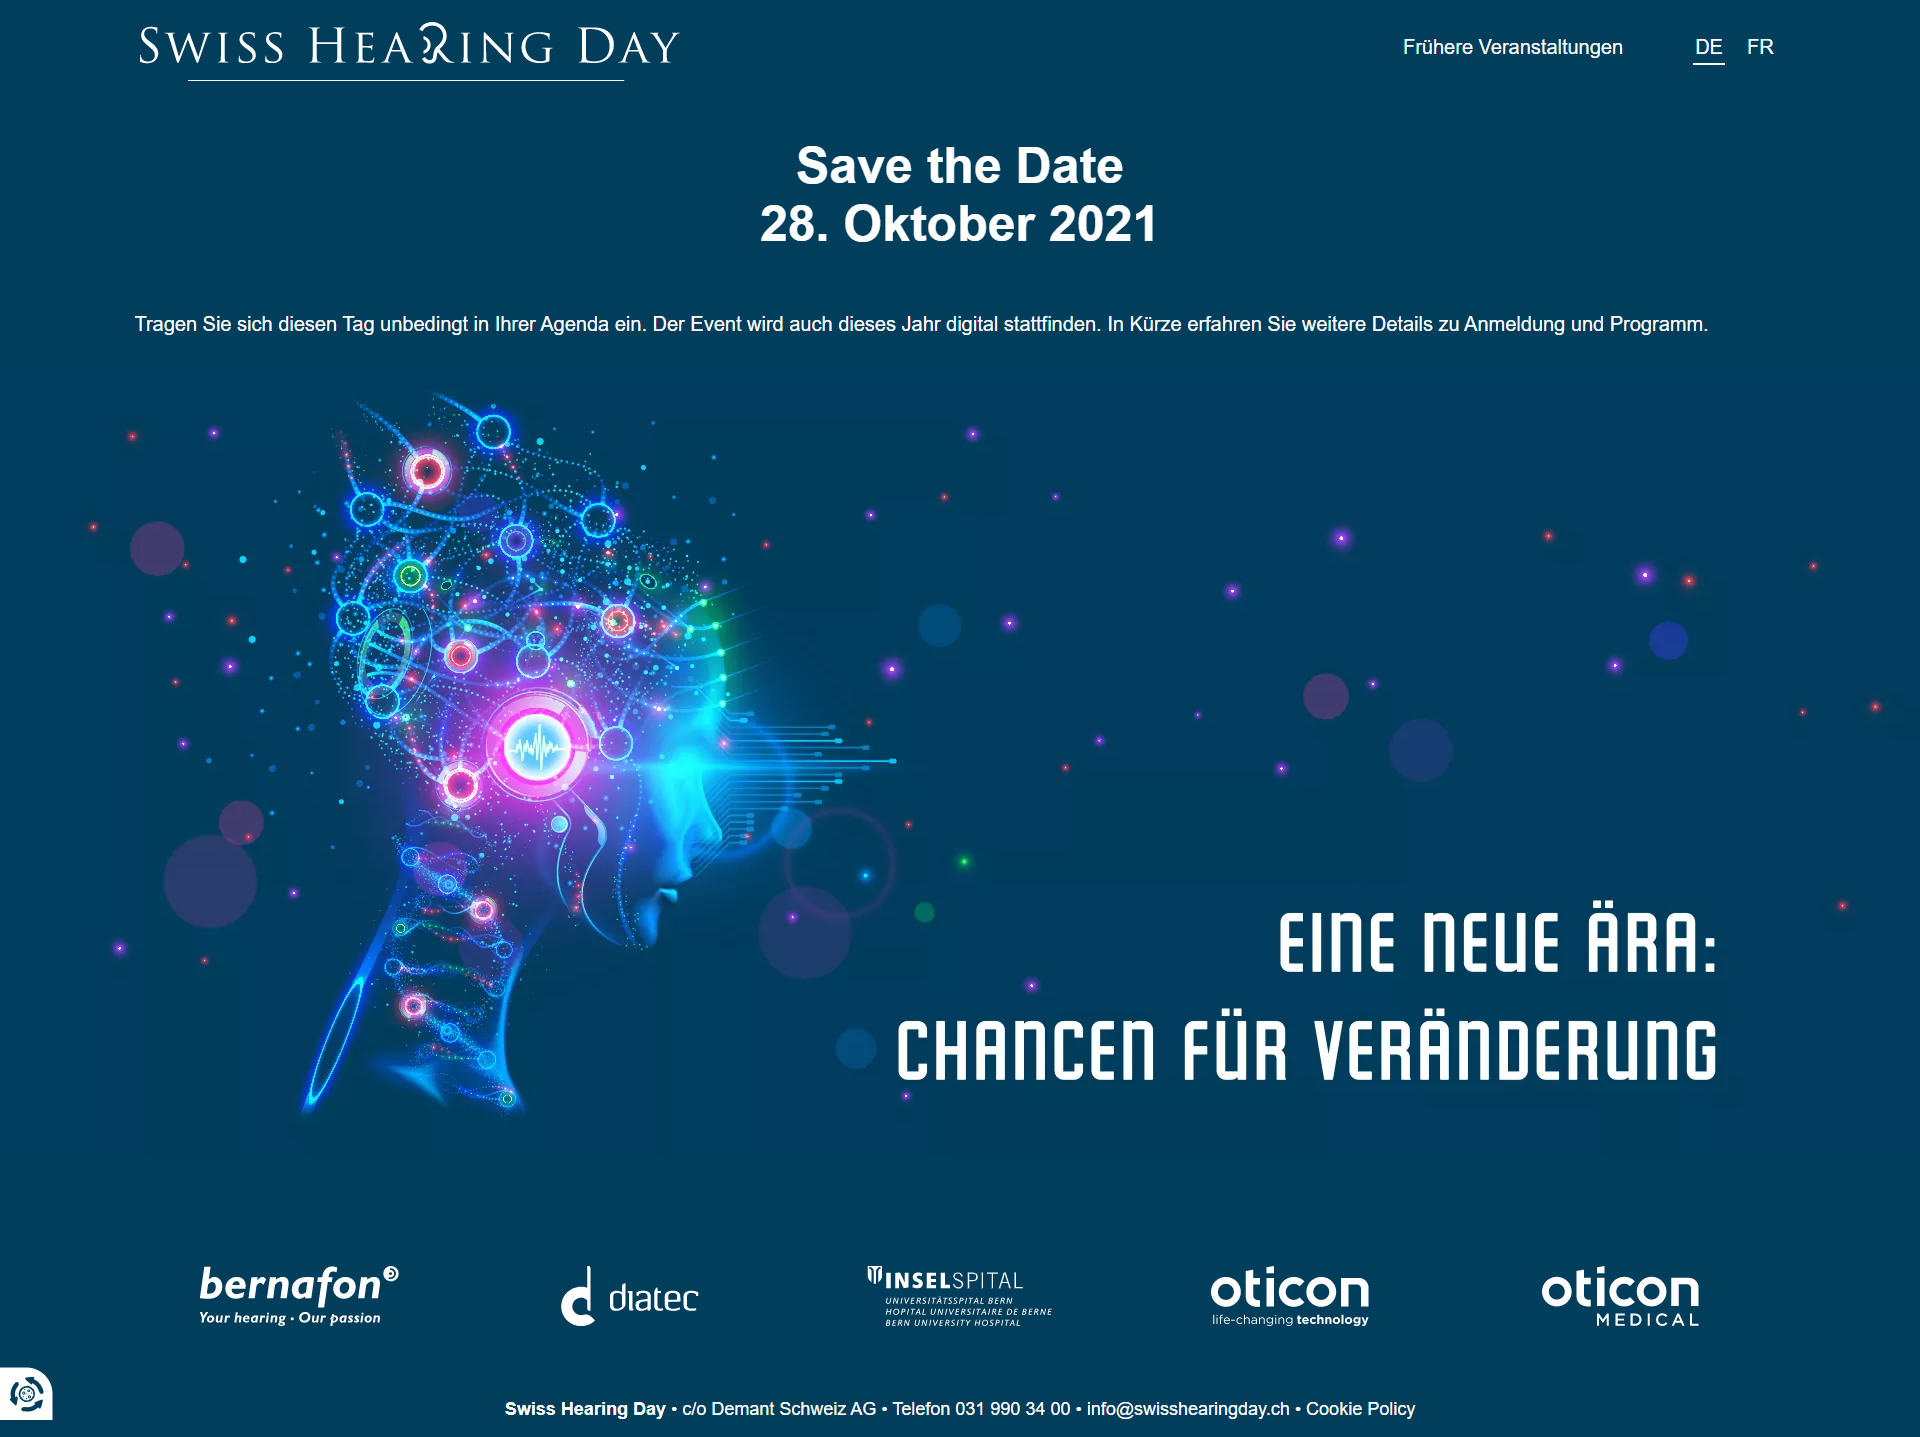 SWISS HEARING DAY
Frühere Veranstaltungen
DE FR
Save the Date
28. Oktober 2021
Tragen Sie sich diesen Tag unbedingt in Ihrer Agenda ein. Der Event wird auch dieses Jahr digital stattfinden. In Kürze erfahren Sie weitere Details zu Anmeldung und Programm.
EINE NEUE ÄRA:
CHANCEN FÜR VERÄNDERUNG
bernafon
Your hearing • Our passion
diatec
INSELSPITAL
UNIVERSITÄTSSPITAL BERN
HOPITAL UNIVERSITAIRE DE BERNE
BERN UNIVERSITY HOSPITAL
oticon
life-changing technology
oticon
MEDICAL
Swiss Hearing Day • c/o Demant Schweiz AG • Telefon 031 990 34 00 • info@swisshearingday.ch • Cookie Policy